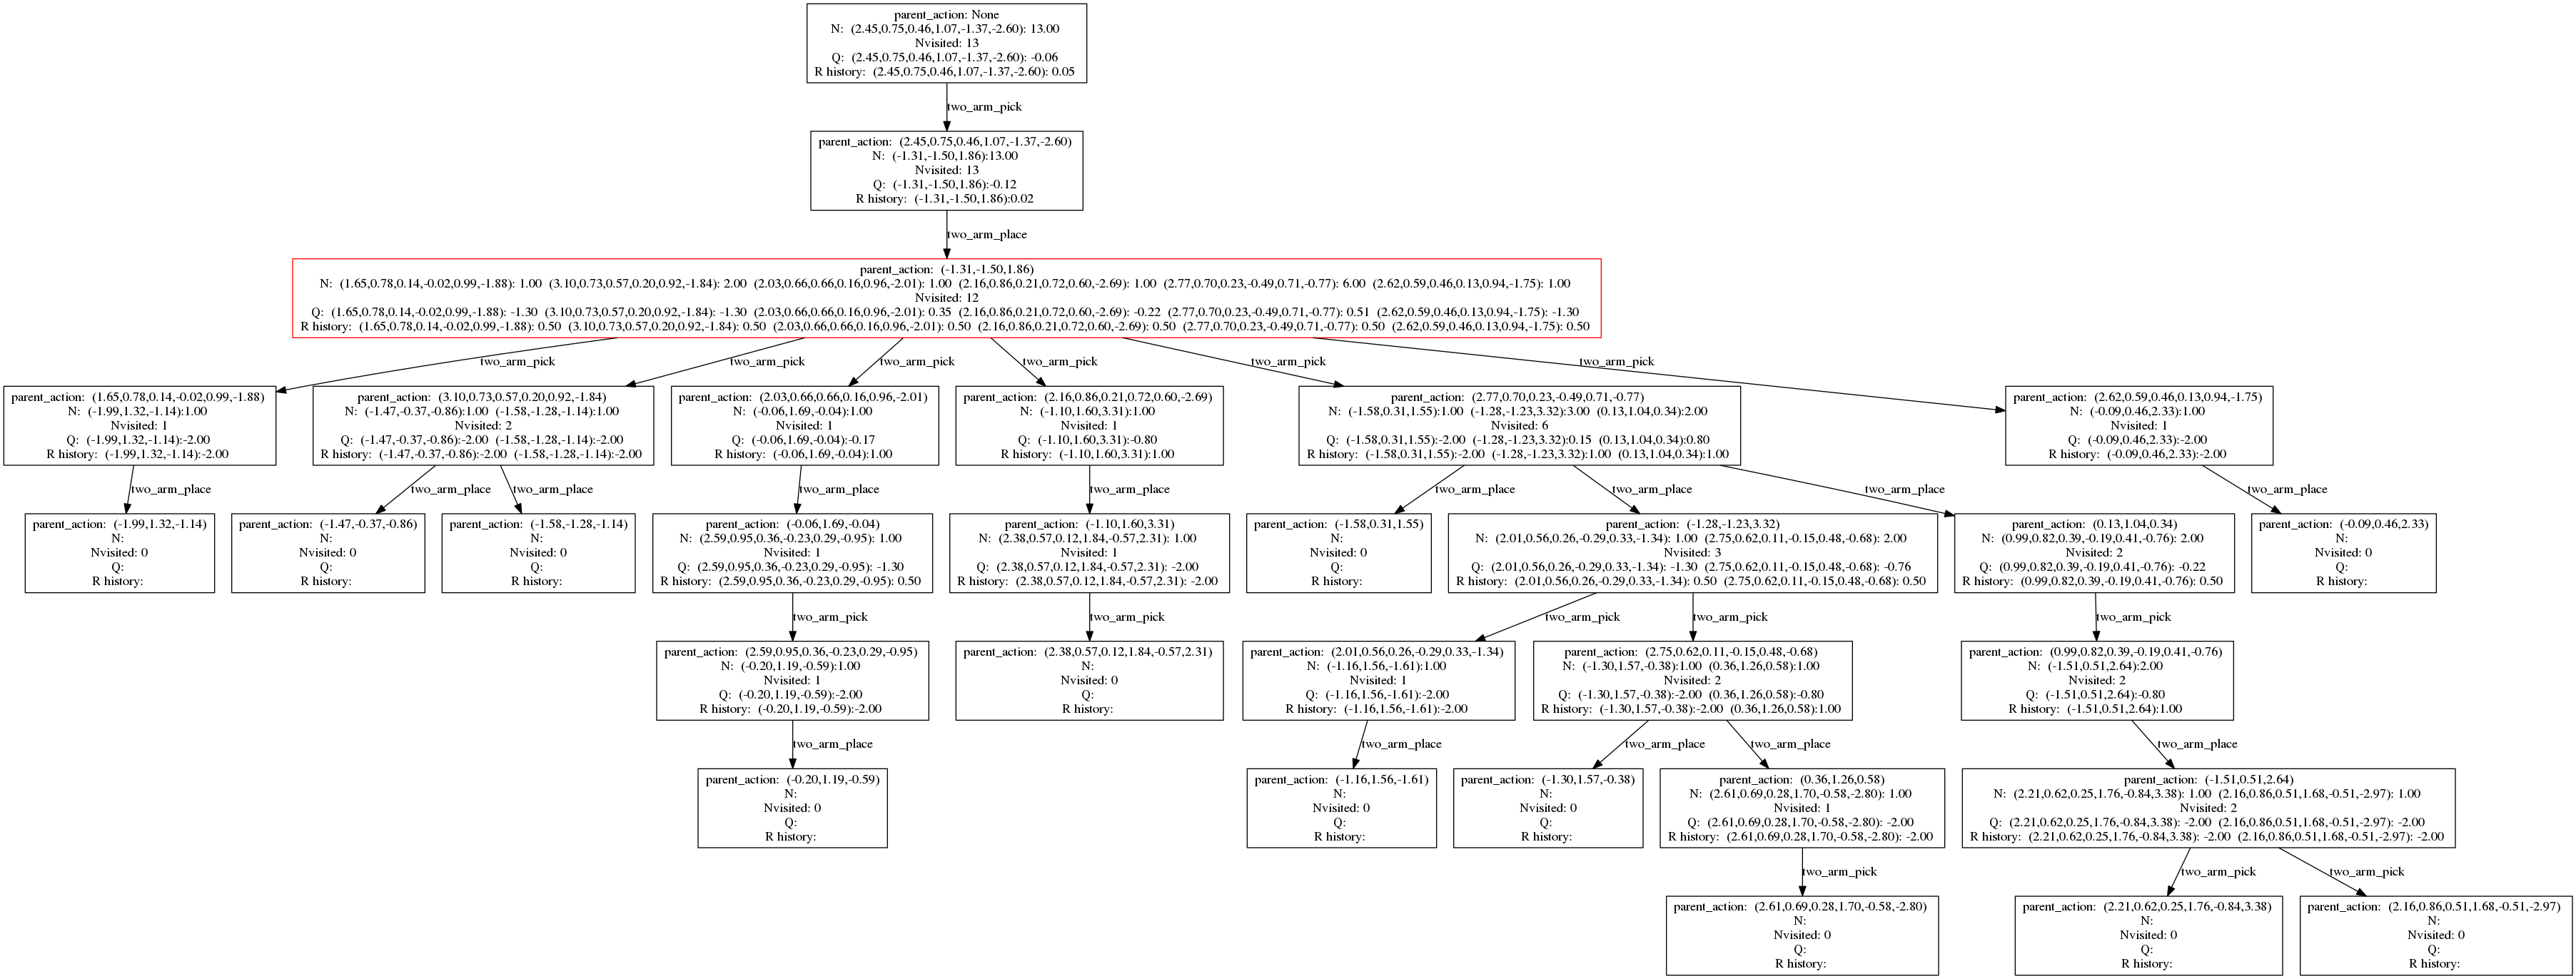 parent_action: None
N: (2.45,0.75,0.46,1.07,-1.37,-2.60): 13.00
Nvisited: 13
Q: (2.45,0.75,0.46,1.07,-1.37,-2.60): -0.06
R history: (2.45,0.75,0.46,1.07,-1.37,-2.60): 0.05
two_arm_pick
parent_action: (2.45,0.75,0.46,1.07,-1.37,-2.60)
N: (-1.31,-1.50,1.86):13.00
Nvisited: 13
Q: (-1.31,-1.50,1.86):-0.12
R history: (-1.31,-1.50,1.86):0.02
two_arm_place
parent_action: (-1.31,-1.50,1.86)
N: (1.65,0.78,0.14,-0.02,0.99,-1.88): 1.00 (3.10,0.73,0.57,0.20,0.92,-1.84): 2.00 (2.03,0.66,0.66,0.16,0.96,-2.01): 1.00 (2.16,0.86,0.21,0.72,0.60,-2.69): 1.00 (2.77,0.70,0.23,-0.49,0.71,-0.77): 6.00 (2.62,0.59,0.46,0.13,0.94,-1.75): 1.00
Nvisited: 12
Q: (1.65,0.78,0.14,-0.02,0.99,-1.88): -1.30 (3.10,0.73,0.57,0.20,0.92,-1.84): -1.30 (2.03,0.66,0.66,0.16,0.96,-2.01): 0.35 (2.16,0.86,0.21,0.72,0.60,-2.69): -0.22 (2.77,0.70,0.23,-0.49,0.71,-0.77): 0.51 (2.62,0.59,0.46,0.13,0.94,-1.75): -1.30
R history: (1.65,0.78,0.14,-0.02,0.99,-1.88): 0.50 (3.10,0.73,0.57,0.20,0.92,-1.84): 0.50 (2.03,0.66,0.66,0.16,0.96,-2.01): 0.50 (2.16,0.86,0.21,0.72,0.60,-2.69): 0.50 (2.77,0.70,0.23,-0.49,0.71,-0.77): 0.50 (2.62,0.59,0.46,0.13,0.94,-1.75): 0.50
two_arm_pick
two_arm_pick
two_arm_pick
two_arm_pick
two_arm_pick
two_arm_pick
parent_action: (1.65,0.78,0.14,-0.02,0.99,-1.88)
N: (-1.99,1.32,-1.14):1.00
Nvisited: 1
Q: (-1.99,1.32,-1.14):-2.00
R history: (-1.99,1.32,-1.14):-2.00
parent_action: (3.10,0.73,0.57,0.20,0.92,-1.84)
N: (-1.47,-0.37,-0.86):1.00 (-1.58,-1.28,-1.14):1.00
Nvisited: 2
Q: (-1.47,-0.37,-0.86):-2.00 (-1.58,-1.28,-1.14):-2.00
R history: (-1.47,-0.37,-0.86):-2.00 (-1.58,-1.28,-1.14):-2.00
parent_action: (2.03,0.66,0.66,0.16,0.96,-2.01)
N: (-0.06,1.69,-0.04):1.00
Nvisited: 1
Q: (-0.06,1.69,-0.04):-0.17
R history: (-0.06,1.69,-0.04):1.00
parent_action: (2.16,0.86,0.21,0.72,0.60,-2.69)
N: (-1.10,1.60,3.31):1.00
Nvisited: 1
Q: (-1.10,1.60,3.31):-0.80
R history: (-1.10,1.60,3.31):1.00
parent_action: (2.77,0.70,0.23,-0.49,0.71,-0.77)
N: (-1.58,0.31,1.55):1.00 (-1.28,-1.23,3.32):3.00 (0.13,1.04,0.34):2.00
Nvisited: 6
Q: (-1.58,0.31,1.55):-2.00 (-1.28,-1.23,3.32):0.15 (0.13,1.04,0.34):0.80
R history: (-1.58,0.31,1.55):-2.00 (-1.28,-1.23,3.32):1.00 (0.13,1.04,0.34):1.00
parent_action: (2.62,0.59,0.46,0.13,0.94,-1.75)
N: (-0.09,0.46,2.33):1.00
Nvisited: 1
Q: (-0.09,0.46,2.33):-2.00
R history: (-0.09,0.46,2.33):-2.00
two_arm_place
two_arm_place
two_arm_place
two_arm_place
two_arm_place
two_arm_place
two_arm_place
two_arm_place
two_arm_place
parent_action: (-1.99,1.32,-1.14)
N:
Nvisited: 0
Q:
R history:
parent_action: (-1.47,-0.37,-0.86)
N:
Nvisited: 0
Q:
R history:
parent_action: (-1.58,-1.28,-1.14)
N:
Nvisited: 0
Q:
R history:
parent_action: (-0.06,1.69,-0.04)
N: (2.59,0.95,0.36,-0.23,0.29,-0.95): 1.00
Nvisited: 1
Q: (2.59,0.95,0.36,-0.23,0.29,-0.95): -1.30
R history: (2.59,0.95,0.36,-0.23,0.29,-0.95): 0.50
parent_action: (-1.10,1.60,3.31)
N: (2.38,0.57,0.12,1.84,-0.57,2.31): 1.00
Nvisited: 1
Q: (2.38,0.57,0.12,1.84,-0.57,2.31): -2.00
R history: (2.38,0.57,0.12,1.84,-0.57,2.31): -2.00
parent_action: (-1.58,0.31,1.55)
N:
Nvisited: 0
Q:
R history:
parent_action: (-1.28,-1.23,3.32)
N: (2.01,0.56,0.26,-0.29,0.33,-1.34): 1.00 (2.75,0.62,0.11,-0.15,0.48,-0.68): 2.00
Nvisited: 3
Q: (2.01,0.56,0.26,-0.29,0.33,-1.34): -1.30 (2.75,0.62,0.11,-0.15,0.48,-0.68): -0.76
R history: (2.01,0.56,0.26,-0.29,0.33,-1.34): 0.50 (2.75,0.62,0.11,-0.15,0.48,-0.68): 0.50
parent_action: (0.13,1.04,0.34)
N: (0.99,0.82,0.39,-0.19,0.41,-0.76): 2.00
Nvisited: 2
Q: (0.99,0.82,0.39,-0.19,0.41,-0.76): -0.22
R history: (0.99,0.82,0.39,-0.19,0.41,-0.76): 0.50
parent_action: (-0.09,0.46,2.33)
N:
Nvisited: 0
Q:
R history:
two_arm_pick
two_arm_pick
two_arm_pick
two_arm_pick
two_arm_pick
parent_action: (2.59,0.95,0.36,-0.23,0.29,-0.95)
N: (-0.20,1.19,-0.59):1.00
Nvisited: 1
Q: (-0.20,1.19,-0.59):-2.00
R history: (-0.20,1.19,-0.59):-2.00
parent_action: (2.38,0.57,0.12,1.84,-0.57,2.31)
N:
Nvisited: 0
Q:
R history:
parent_action: (2.01,0.56,0.26,-0.29,0.33,-1.34)
N: (-1.16,1.56,-1.61):1.00
Nvisited: 1
Q: (-1.16,1.56,-1.61):-2.00
R history: (-1.16,1.56,-1.61):-2.00
parent_action: (2.75,0.62,0.11,-0.15,0.48,-0.68)
N: (-1.30,1.57,-0.38):1.00 (0.36,1.26,0.58):1.00
Nvisited: 2
Q: (-1.30,1.57,-0.38):-2.00 (0.36,1.26,0.58):-0.80
R history: (-1.30,1.57,-0.38):-2.00 (0.36,1.26,0.58):1.00
parent_action: (0.99,0.82,0.39,-0.19,0.41,-0.76)
N: (-1.51,0.51,2.64):2.00
Nvisited: 2
Q: (-1.51,0.51,2.64):-0.80
R history: (-1.51,0.51,2.64):1.00
two_arm_place
two_arm_place
two_arm_place
two_arm_place
two_arm_place
parent_action: (-0.20,1.19,-0.59)
N:
Nvisited: 0
Q:
R history:
parent_action: (-1.16,1.56,-1.61)
N:
Nvisited: 0
Q:
R history:
parent_action: (-1.30,1.57,-0.38)
N:
Nvisited: 0
Q:
R history:
parent_action: (0.36,1.26,0.58)
N: (2.61,0.69,0.28,1.70,-0.58,-2.80): 1.00
Nvisited: 1
Q: (2.61,0.69,0.28,1.70,-0.58,-2.80): -2.00
R history: (2.61,0.69,0.28,1.70,-0.58,-2.80): -2.00
parent_action: (-1.51,0.51,2.64)
N: (2.21,0.62,0.25,1.76,-0.84,3.38): 1.00 (2.16,0.86,0.51,1.68,-0.51,-2.97): 1.00
Nvisited: 2
Q: (2.21,0.62,0.25,1.76,-0.84,3.38): -2.00 (2.16,0.86,0.51,1.68,-0.51,-2.97): -2.00
R history: (2.21,0.62,0.25,1.76,-0.84,3.38): -2.00 (2.16,0.86,0.51,1.68,-0.51,-2.97): -2.00
two_arm_pick
two_arm_pick
two_arm_pick
parent_action: (2.61,0.69,0.28,1.70,-0.58,-2.80)
N:
Nvisited: 0
Q:
R history:
parent_action: (2.21,0.62,0.25,1.76,-0.84,3.38)
N:
Nvisited: 0
Q:
R history:
parent_action: (2.16,0.86,0.51,1.68,-0.51,-2.97)
N:
Nvisited: 0
Q:
R history: